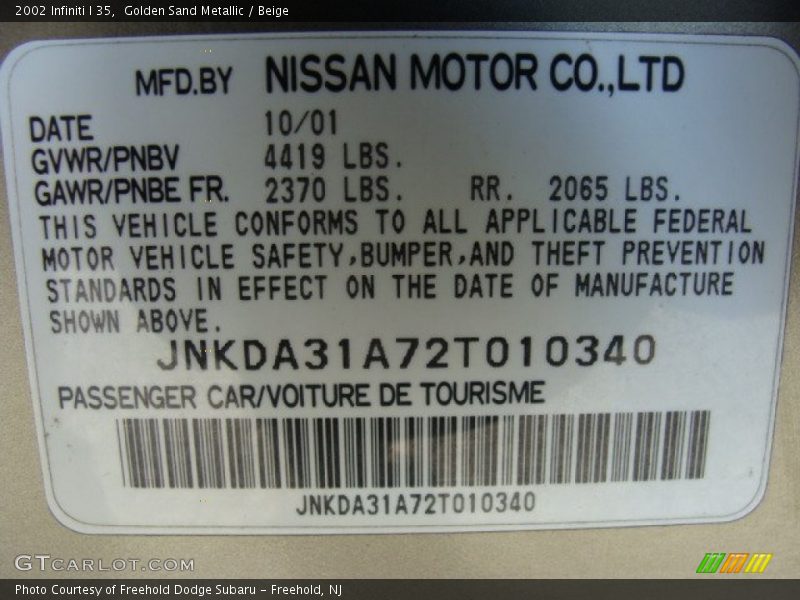 2002 Infiniti I 35,  Golden Sand Metallic / Beige
MFD.BY NISSAN MOTOR CO.,LTD
DATE 10/01
GVWR/PNBV 4419 LBS.
GAWR/PNBE FR. 2370 LBS. RR. 2065 LBS.
THIS VEHICLE CONFORMS TO ALL APPLICABLE FEDERAL
MOTOR VEHICLE SAFETY,BUMPER,AND THEFT PREVENTION
STANDARDS IN EFFECT ON THE DATE OF MANUFACTURE
SHOWN ABOVE.
JNKDA31A72T010340
PASSENGER CAR/VOITURE DE TOURISME
JNKDA31A72T010340
GTCARLOT.COM
Photo Courtesy of Freehold Dodge Subaru – Freehold, NJ